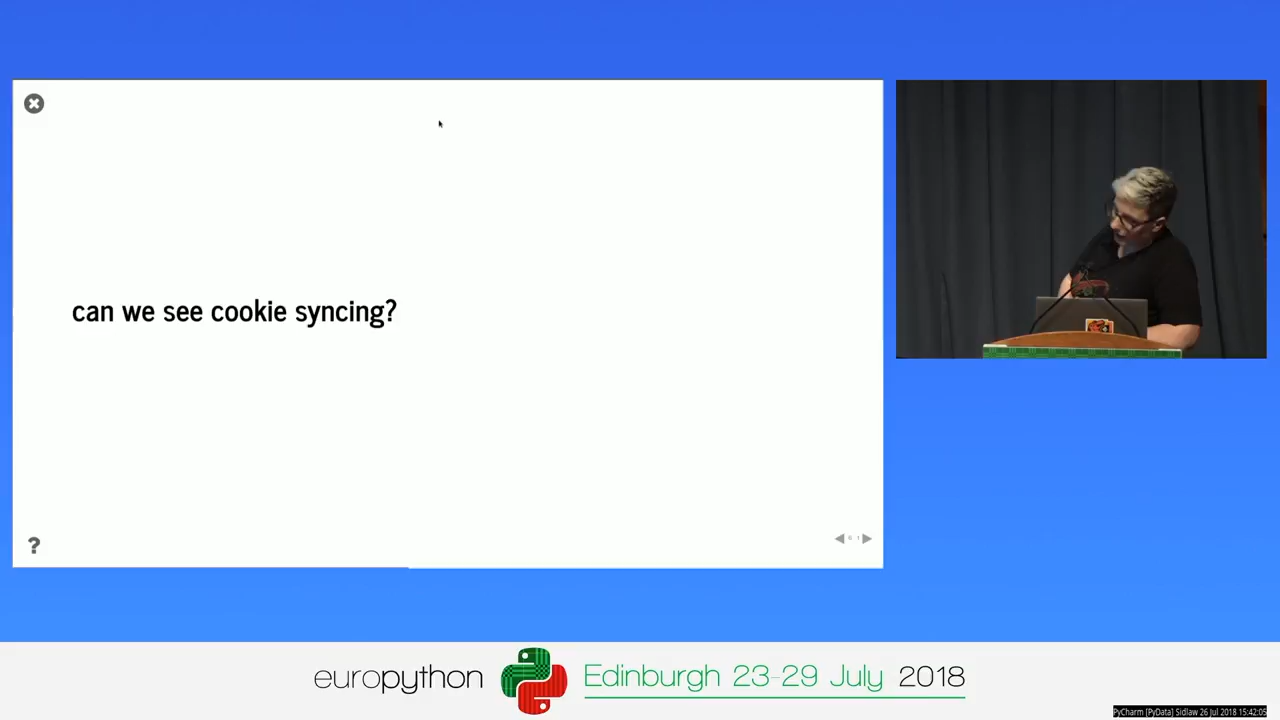 can we see cookie syncing?
?
europython Edinburgh 23-29 July 2018
PyCharm [PyData] Sidlaw 26 Jul 2018 15:42:05